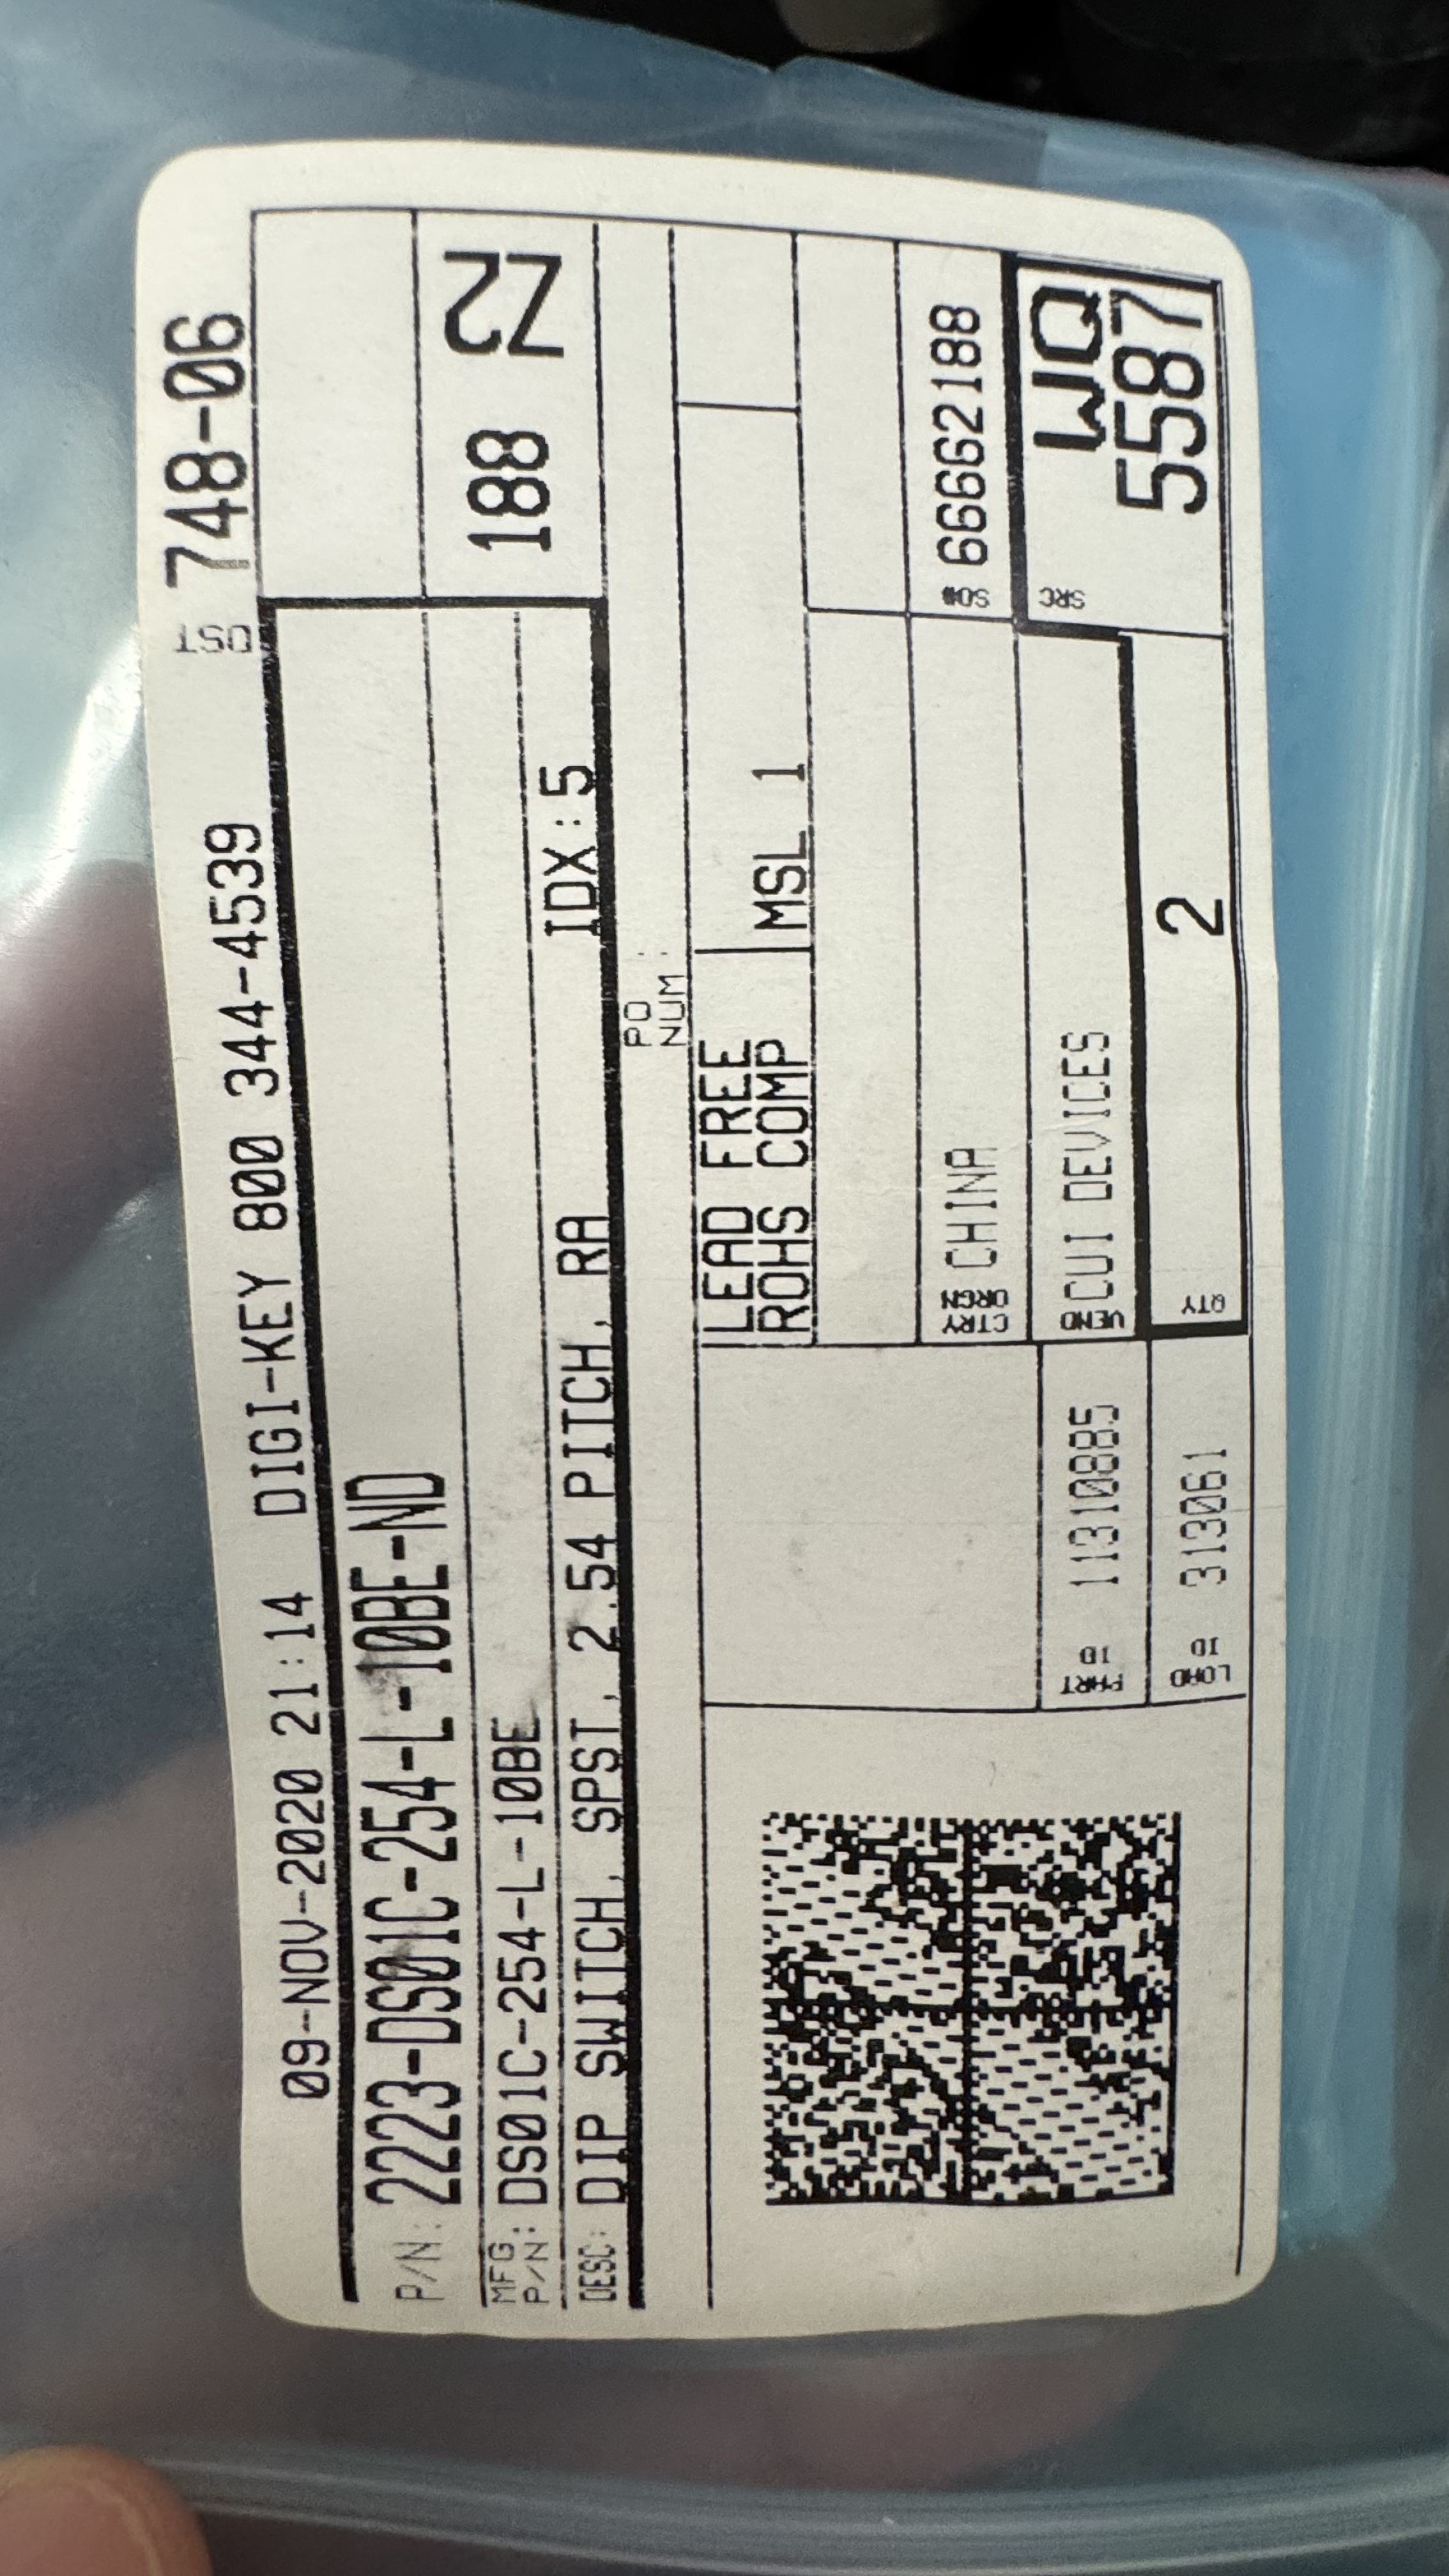 DST 748-06
09-NOV-2020 21:14 DIGI-KEY 800 344-4539
P/N: 2223-DS01C-254-L-10BE-ND
188 Z2
MFG
P/N: DS01C-254-L-10BE
DESC: DIP SWITCH, SPST, 2.54 PITCH, RA IDX:5
PO
NUM:
LEAD FREE
ROHS COMP
MSL 1
CTRY
ORGN CHINA
SO# 66662188
PART
ID 11310885
VEND CUI DEVICES
SRC WQ
5587
LOAD
ID 313061
QTY 2